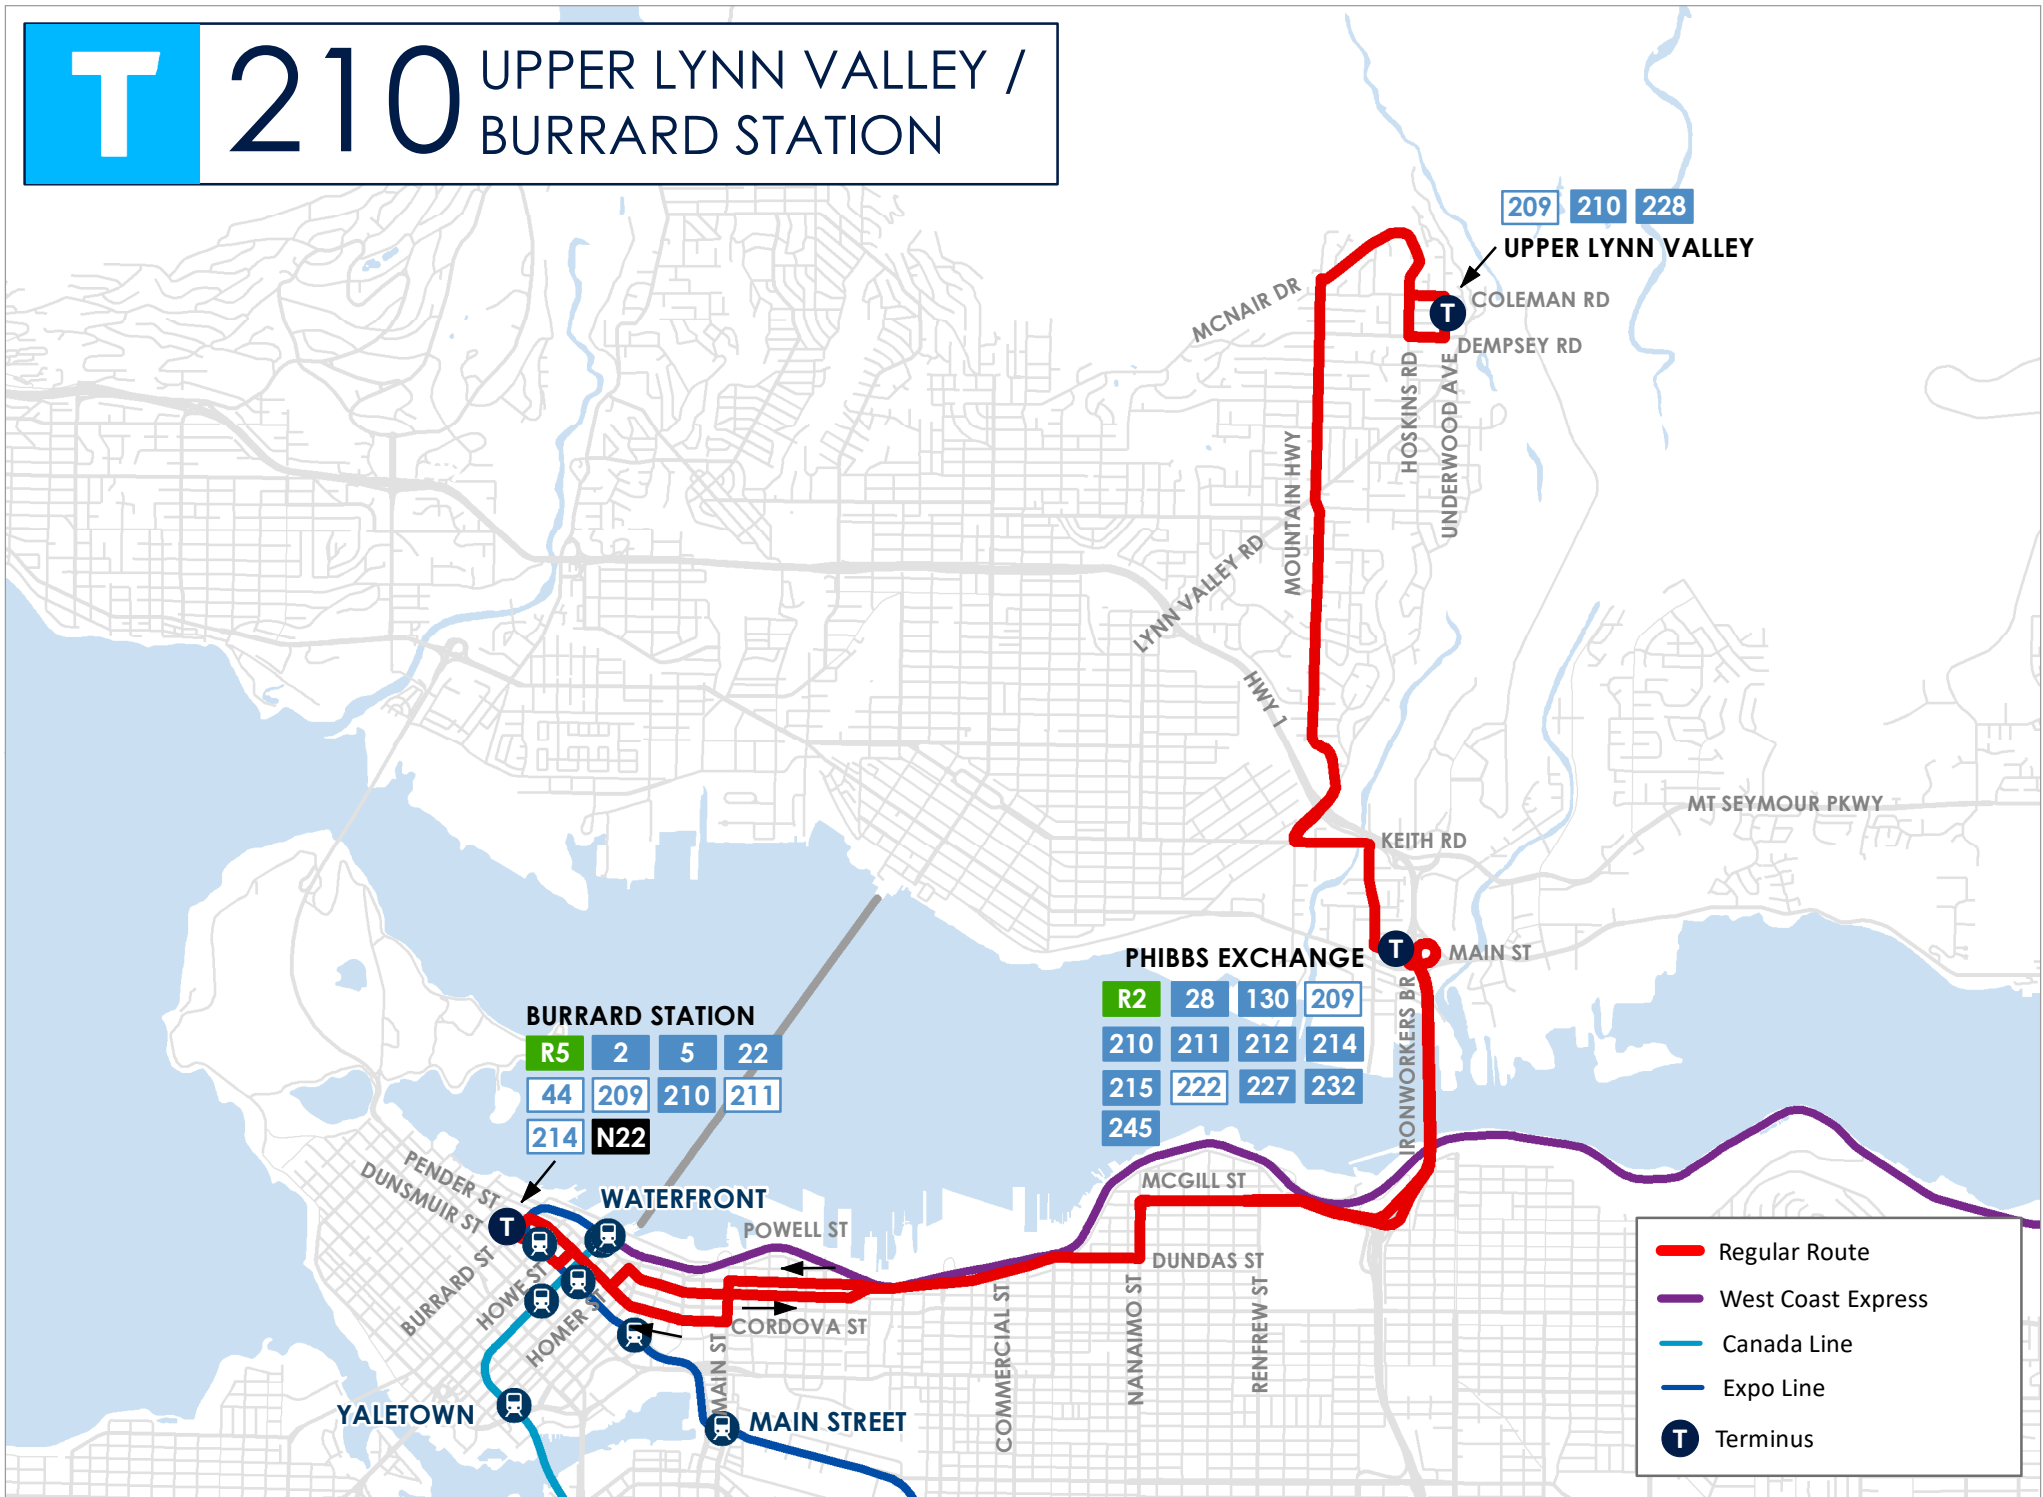 T
210
UPPER LYNN VALLEY /
BURRARD STATION
209 210 228
UPPER LYNN VALLEY
T
COLEMAN RD
DEMPSEY RD
MCNAIR DR
HOSKINS RD
UNDERWOOD AVE
MOUNTAIN HWY
LYNN VALLEY RD
HWY 1
MT SEYMOUR PKWY
KEITH RD
T
MAIN ST
PHIBBS EXCHANGE
R2 28 130 209
210 211 212 214
215 222 227 232
245
IRONWORKERS BR
BURRARD STATION
R5 2 5 22
44 209 210 211
214 N22
PENDER ST
DUNSMUIR ST
T
WATERFRONT
POWELL ST
MCGILL ST
DUNDAS ST
BURRARD ST
HOWE ST
HOMER ST
CORDOVA ST
MAIN ST
COMMERCIAL ST
NANAIMO ST
RENFREW ST
YALETOWN
MAIN STREET
Regular Route
West Coast Express
Canada Line
Expo Line
T Terminus